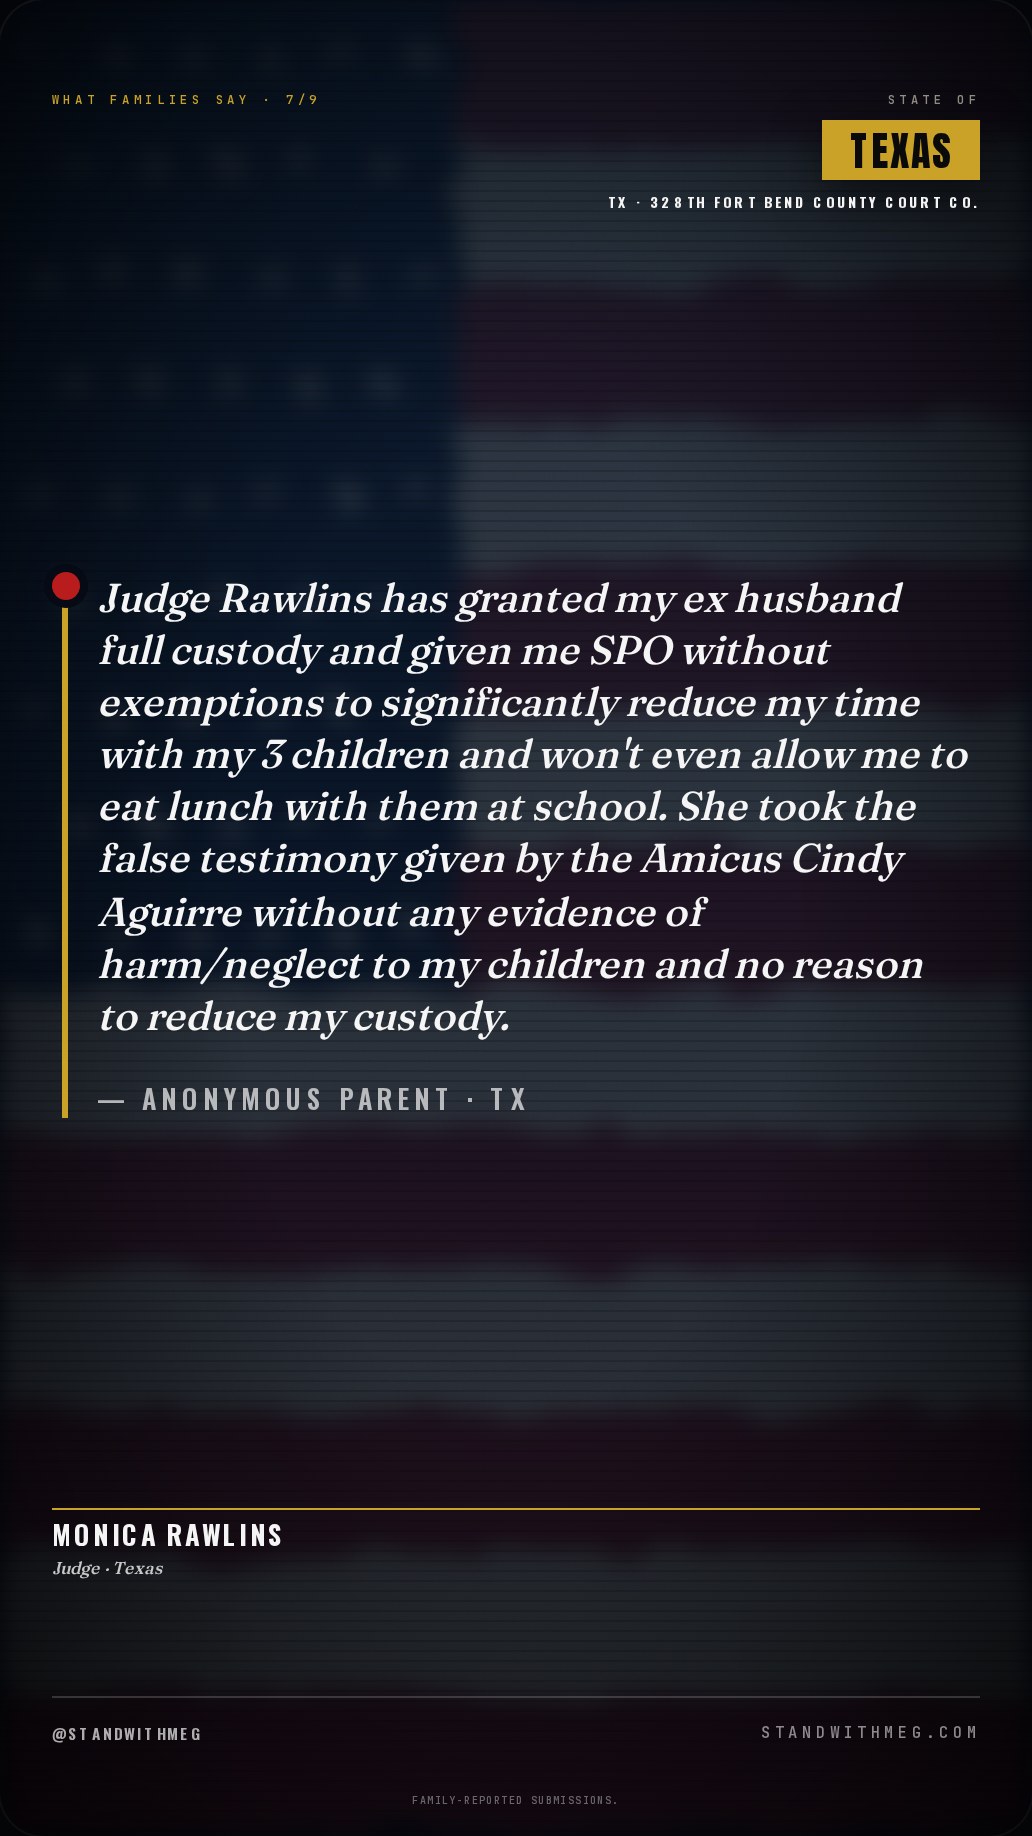 WHAT FAMILIES SAY · 7/9
STATE OF
TEXAS
TX · 328TH FORT BEND COUNTY COURT CO.
Judge Rawlins has granted my ex husband
full custody and given me SPO without
exemptions to significantly reduce my time
with my 3 children and won't even allow me to
eat lunch with them at school. She took the
false testimony given by the Amicus Cindy
Aguirre without any evidence of
harm/neglect to my children and no reason
to reduce my custody.
— ANONYMOUS PARENT · TX
MONICA RAWLINS
Judge · Texas
@STANDWITHMEG
STANDWITHMEG.COM
FAMILY-REPORTED SUBMISSIONS.